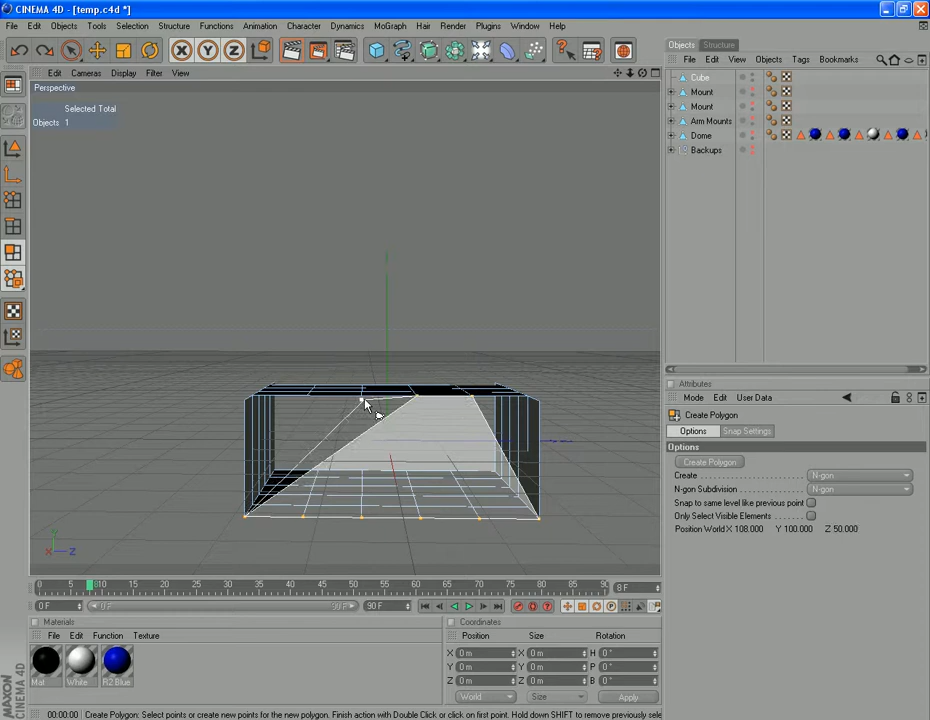 CINEMA 4D - [temp.c4d *]
File Edit Objects Tools Selection Structure Functions Animation Character Dynamics MoGraph Hair Render Plugins Window Help
X Y Z
Edit Cameras Display Filter View
Perspective
Selected Total
Objects 1
Y
X Z
0 5 10 15 20 25 30 35 40 45 50 55 60 65 70 75 80 85 90
8 F
0 F
0 F
90 F
90 F
Materials
File Edit Function Texture
Mat White R2 Blue
Coordinates
Position Size Rotation
X 0 m X 0 m H 0 °
Y 0 m Y 0 m P 0 °
Z 0 m Z 0 m B 0 °
World Size Apply
MAXON
CINEMA 4D
00:00:00 Create Polygon: Select points or create new points for the new polygon. Finish action with Double Click or click on first point. Hold down SHIFT to remove previously sele
Objects Structure
File Edit View Objects Tags Bookmarks
Cube
Mount
Mount
Arm Mounts
Dome
Backups
Attributes
Mode Edit User Data
Create Polygon
Options Snap Settings
Options
Create Polygon
Create N-gon
N-gon Subdivision N-gon
Snap to same level like previous point
Only Select Visible Elements
Position World X 108.000 Y 100.000 Z 50.000